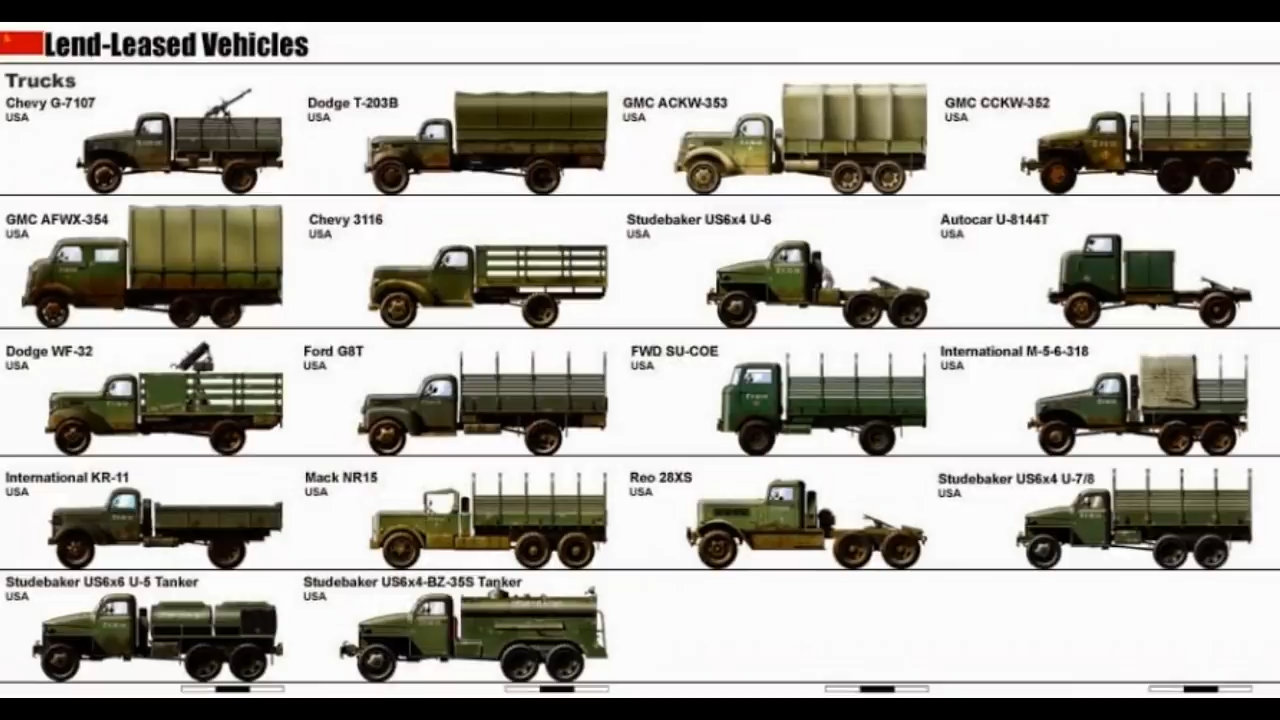 Lend-Leased Vehicles
Trucks
Chevy G-7107
USA
Dodge T-203B
USA
GMC ACKW-353
USA
GMC CCKW-352
USA
GMC AFWX-354
USA
Chevy 3116
USA
Studebaker US6x4 U-6
USA
Autocar U-8144T
USA
Dodge WF-32
USA
Ford G8T
USA
FWD SU-COE
USA
International M-5-6-318
USA
International KR-11
USA
Mack NR15
USA
Reo 28XS
USA
Studebaker US6x4 U-7/8
USA
Studebaker US6x6 U-5 Tanker
USA
Studebaker US6x4-BZ-35S Tanker
USA